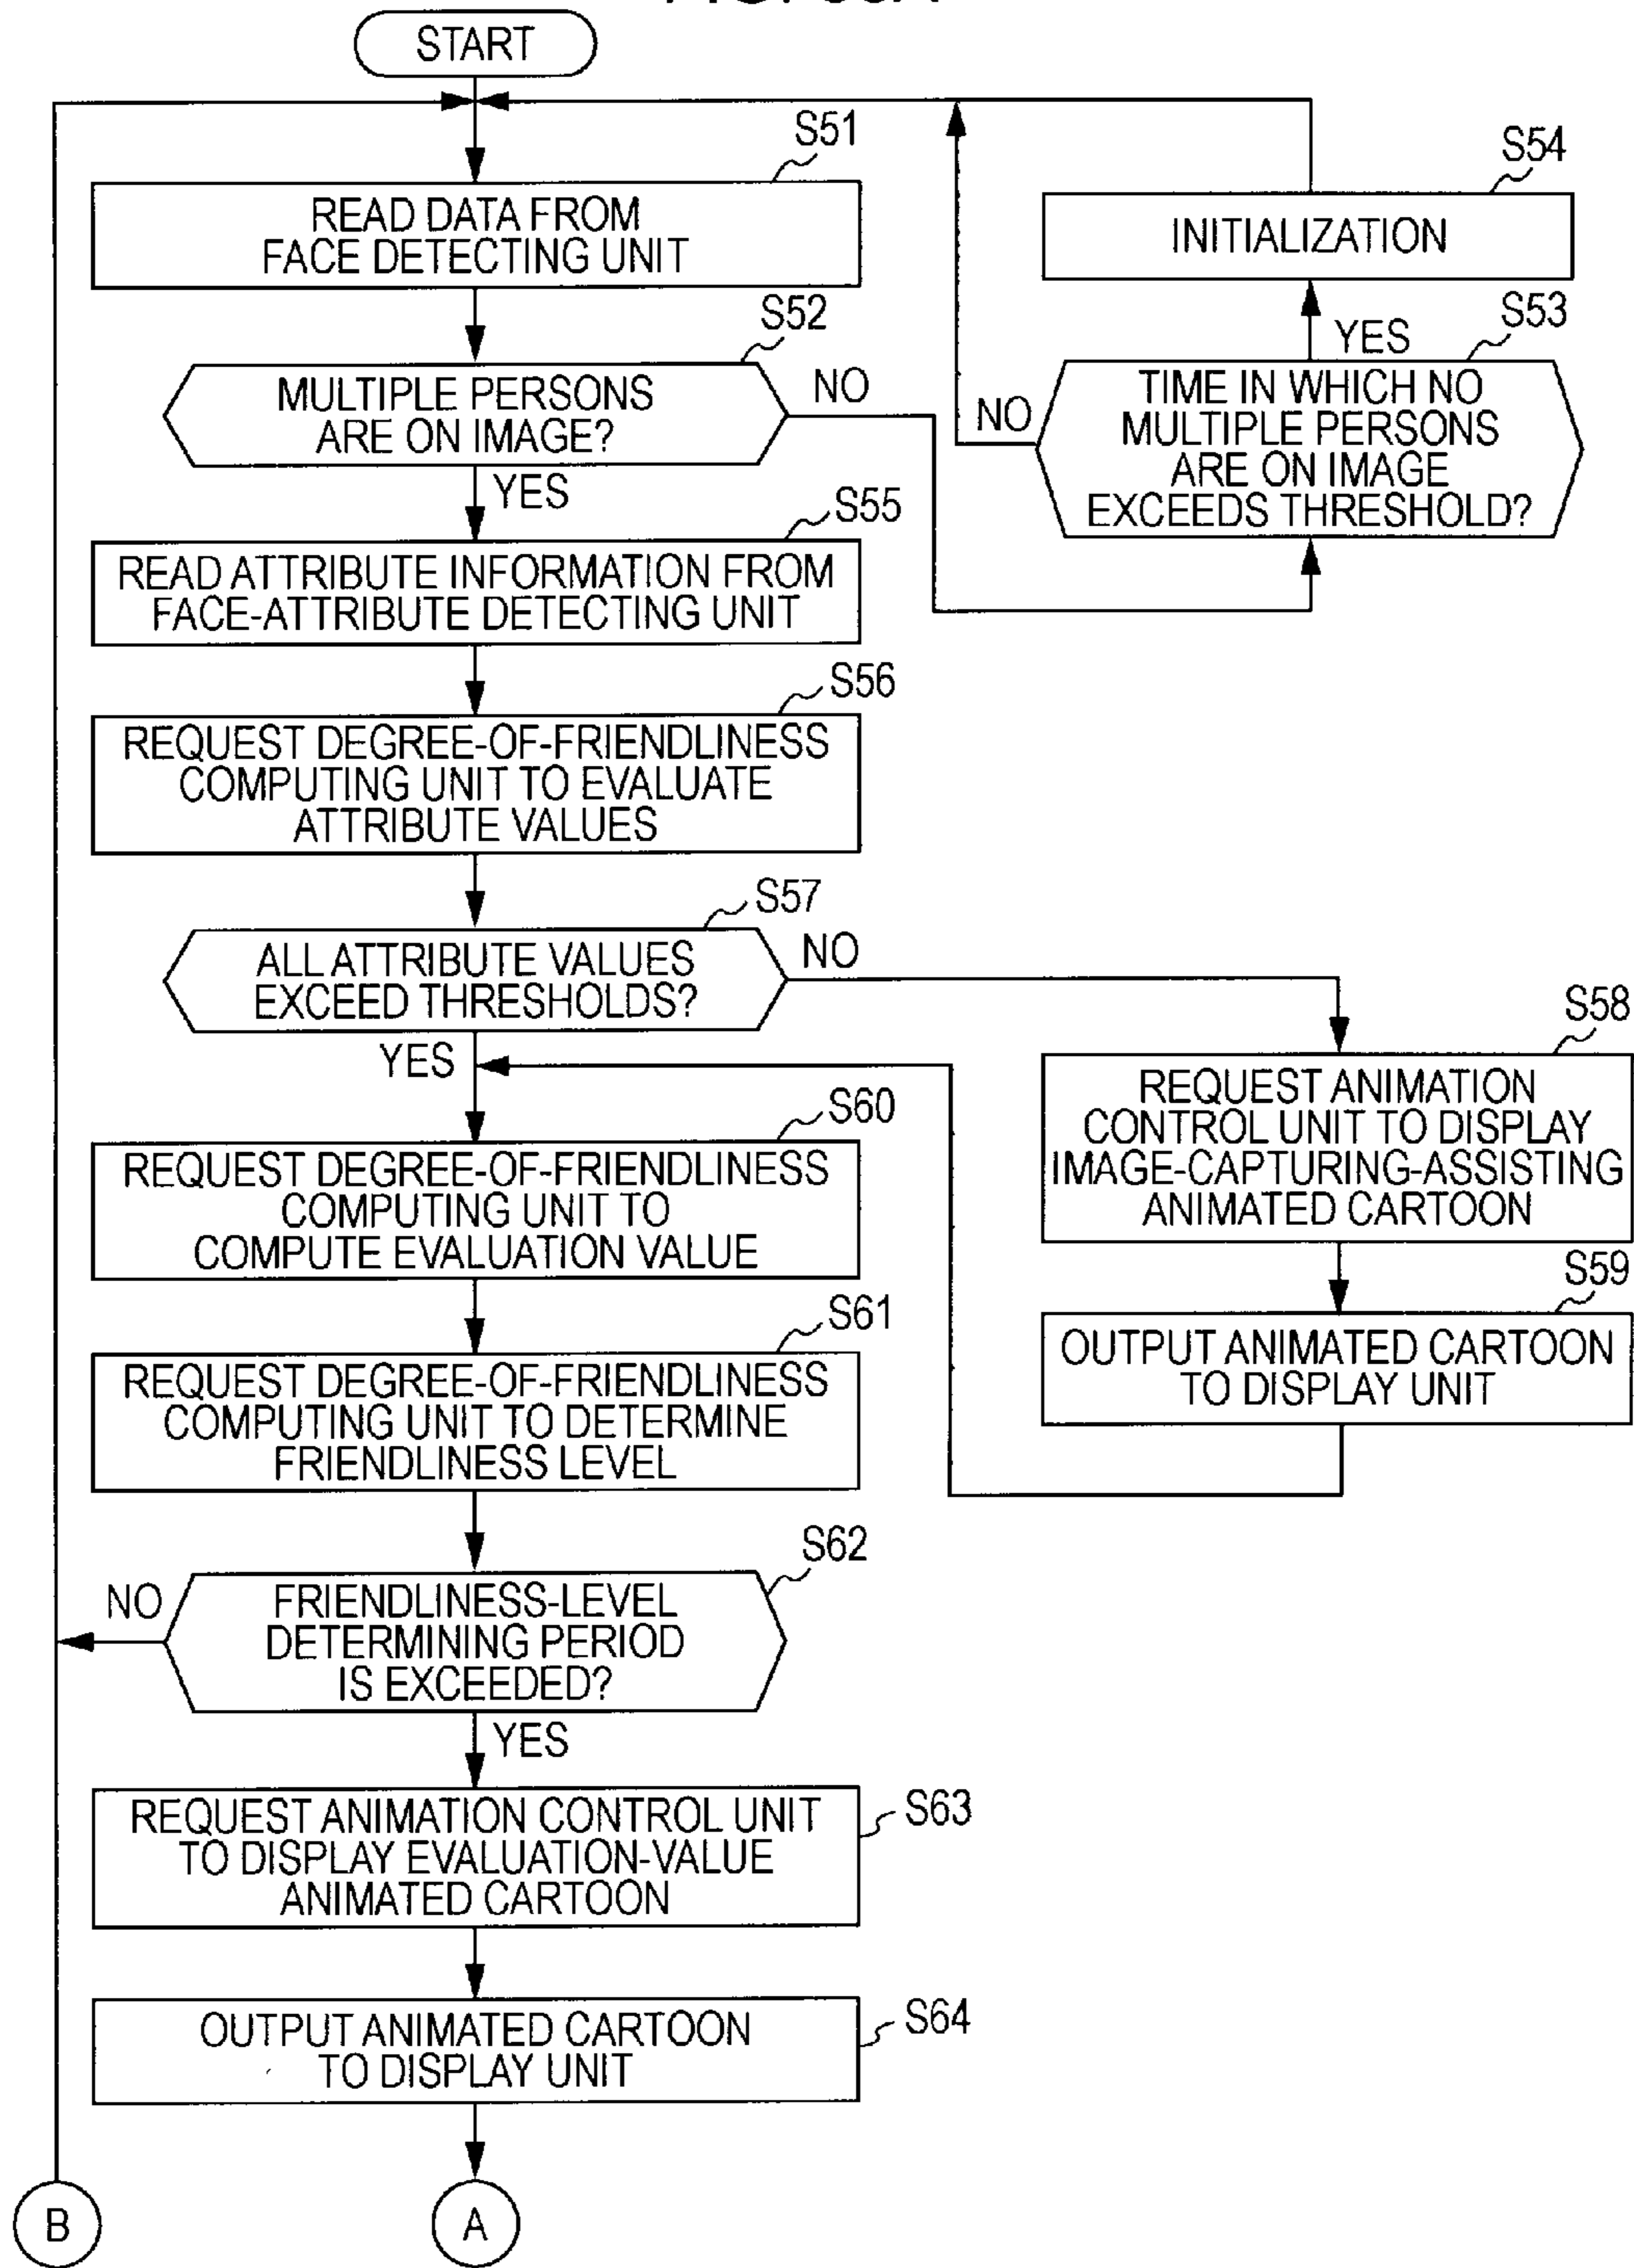 START
S51
READ DATA FROM
FACE DETECTING UNIT
S52
MULTIPLE PERSONS
ARE ON IMAGE?
NO
YES
S54
INITIALIZATION
S53
YES
TIME IN WHICH NO
MULTIPLE PERSONS
ARE ON IMAGE
EXCEEDS THRESHOLD?
NO
S55
READ ATTRIBUTE INFORMATION FROM
FACE-ATTRIBUTE DETECTING UNIT
S56
REQUEST DEGREE-OF-FRIENDLINESS
COMPUTING UNIT TO EVALUATE
ATTRIBUTE VALUES
S57
ALL ATTRIBUTE VALUES
EXCEED THRESHOLDS?
NO
YES
S58
REQUEST ANIMATION
CONTROL UNIT TO DISPLAY
IMAGE-CAPTURING-ASSISTING
ANIMATED CARTOON
S59
OUTPUT ANIMATED CARTOON
TO DISPLAY UNIT
S60
REQUEST DEGREE-OF-FRIENDLINESS
COMPUTING UNIT TO
COMPUTE EVALUATION VALUE
S61
REQUEST DEGREE-OF-FRIENDLINESS
COMPUTING UNIT TO DETERMINE
FRIENDLINESS LEVEL
S62
FRIENDLINESS-LEVEL
DETERMINING PERIOD
IS EXCEEDED?
NO
YES
S63
REQUEST ANIMATION CONTROL UNIT
TO DISPLAY EVALUATION-VALUE
ANIMATED CARTOON
S64
OUTPUT ANIMATED CARTOON
TO DISPLAY UNIT
B
A